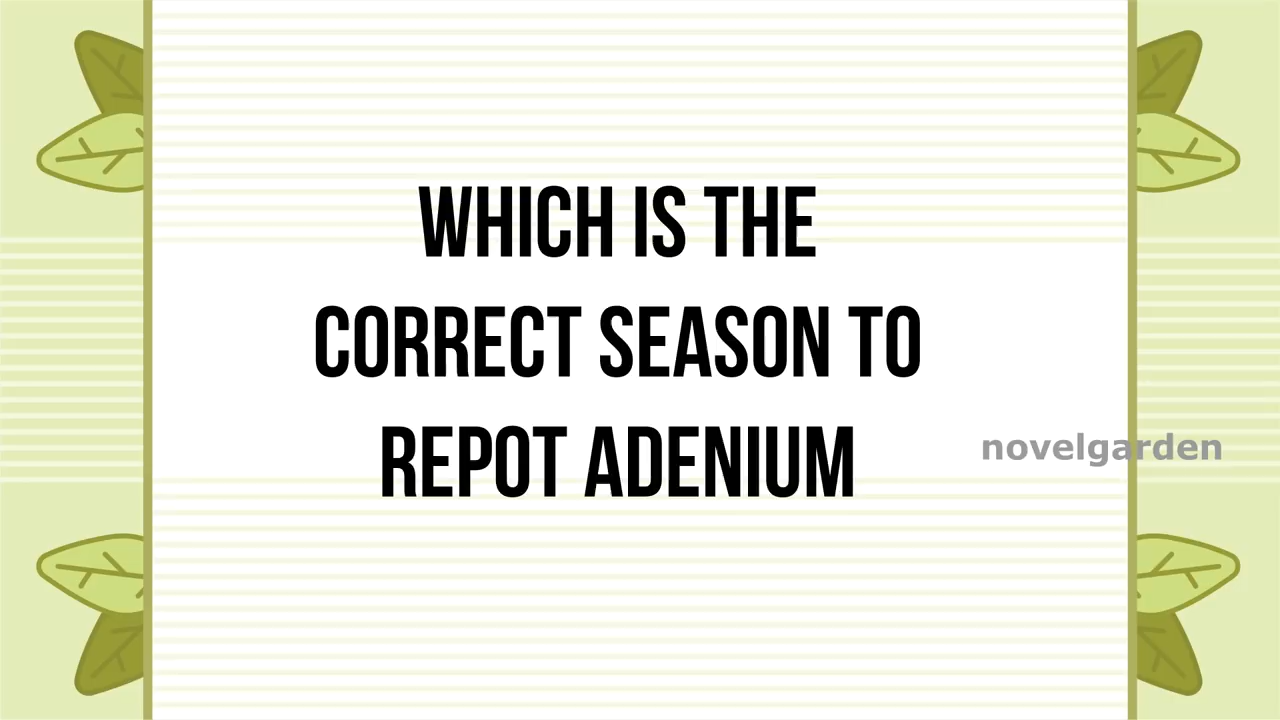 WHICH IS THE
CORRECT SEASON TO
REPOT ADENIUM
novelgarden